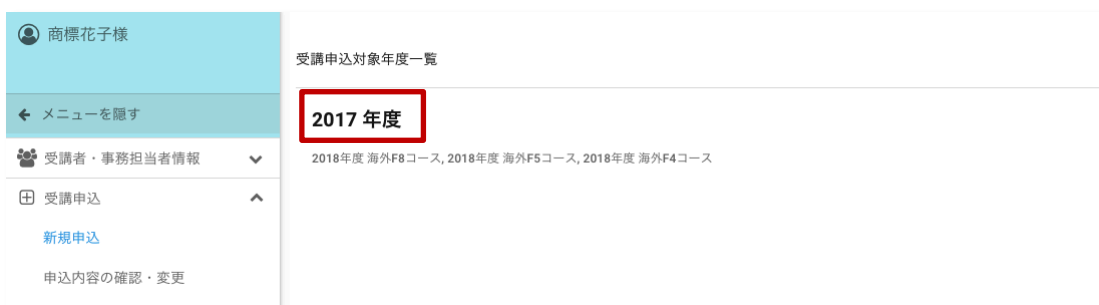 商標花子様
メニューを隠す
受講者・事務担当者情報
受講申込
新規申込
申込内容の確認・変更
受講申込対象年度一覧
2017 年度
2018年度 海外F8コース, 2018年度 海外F5コース, 2018年度 海外F4コース